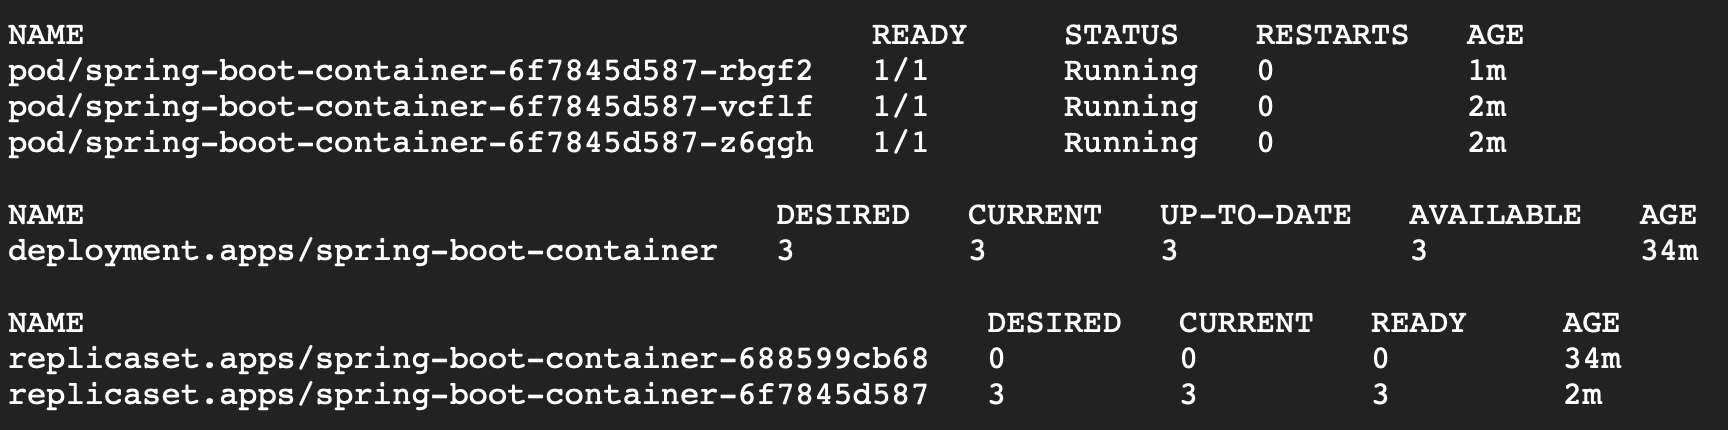 NAME READY STATUS RESTARTS AGE
pod/spring-boot-container-6f7845d587-rbgf2 1/1 Running 0 1m
pod/spring-boot-container-6f7845d587-vcflf 1/1 Running 0 2m
pod/spring-boot-container-6f7845d587-z6qgh 1/1 Running 0 2m
NAME DESIRED CURRENT UP-TO-DATE AVAILABLE AGE
deployment.apps/spring-boot-container 3 3 3 3 34m
NAME DESIRED CURRENT READY AGE
replicaset.apps/spring-boot-container-688599cb68 0 0 0 34m
replicaset.apps/spring-boot-container-6f7845d587 3 3 3 2m